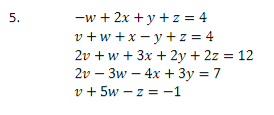 5. −w + 2x + y + z = 4
v + w + x − y + z = 4
2v + w + 3x + 2y + 2z = 12
2v − 3w − 4x + 3y = 7
v + 5w − z = −1